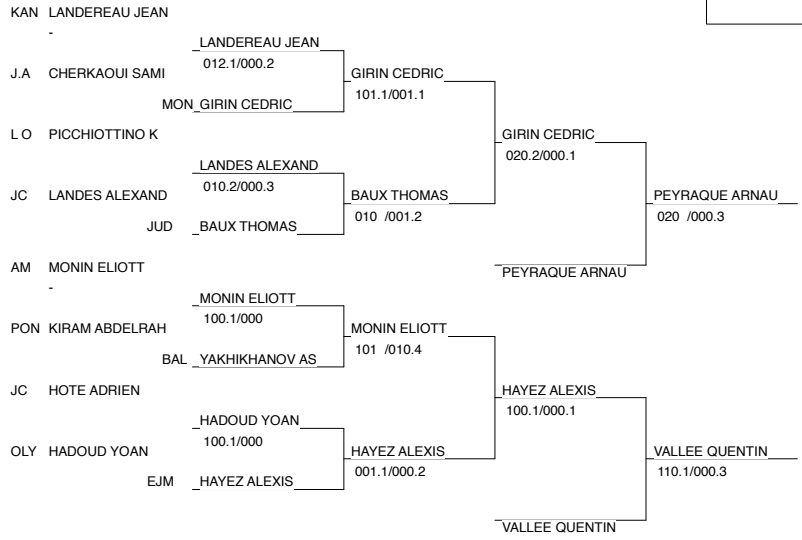 KAN LANDEREAU JEAN
-
LANDEREAU JEAN
012.1/000.2
J.A CHERKAOUI SAMI
GIRIN CEDRIC
101.1/001.1
MON GIRIN CEDRIC
L O PICCHIOTTINO K
GIRIN CEDRIC
020.2/000.1
LANDES ALEXAND
010.2/000.3
JC LANDES ALEXAND
BAUX THOMAS
010 /001.2
PEYRAQUE ARNAU
020 /000.3
JUD BAUX THOMAS
AM MONIN ELIOTT
-
PEYRAQUE ARNAU
MONIN ELIOTT
100.1/000
PON KIRAM ABDELRAH
MONIN ELIOTT
101 /010.4
BAL YAKHIKHANOV AS
JC HOTE ADRIEN
HAYEZ ALEXIS
100.1/000.1
HADOUD YOAN
100.1/000
OLY HADOUD YOAN
HAYEZ ALEXIS
001.1/000.2
VALLEE QUENTIN
110.1/000.3
EJM HAYEZ ALEXIS
VALLEE QUENTIN